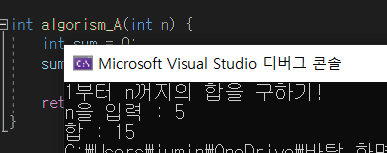 int algorism_A(int n) {
int sum = 0;
sum
Microsoft Visual Studio 디버그 콘솔
ret
1부터 n까지의 합을 구하기!
n을 입력 : 5
}
합 : 15
C:\Users\jumin\OneDrive\바탕 화면